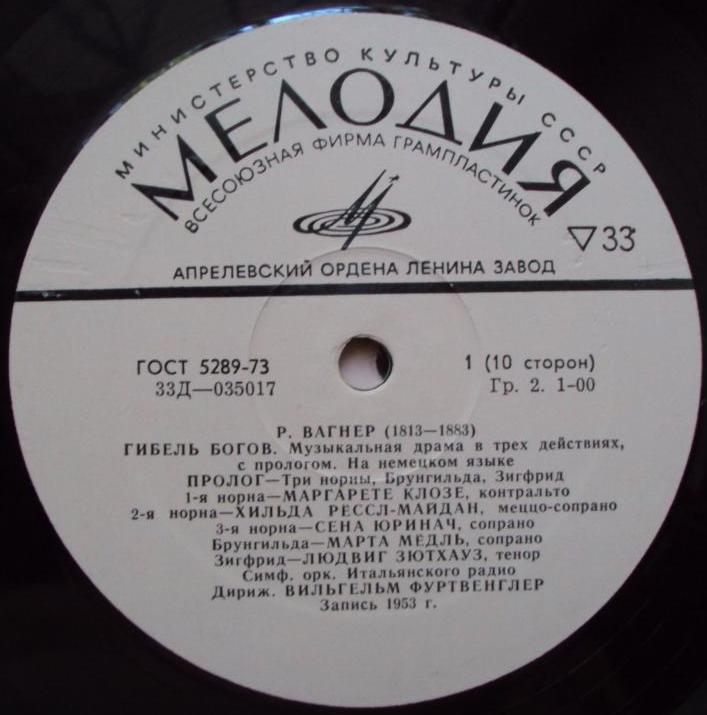 МИНИСТЕРСТВО КУЛЬТУРЫ СССР
МЕЛОДИЯ
ВСЕСОЮЗНАЯ ФИРМА ГРАМПЛАСТИНОК
▽33
АПРЕЛЕВСКИЙ ОРДЕНА ЛЕНИНА ЗАВОД
ГОСТ 5289-73
1 (10 сторон)
33Д—035017
Гр. 2. 1-00
Р. ВАГНЕР (1813—1883)
ГИБЕЛЬ БОГОВ. Музыкальная драма в трех действиях,
с прологом. На немецком языке
ПРОЛОГ—Три норны, Брунгильда, Зигфрид
1-я норна—МАРГАРЕТЕ КЛОЗЕ, контральто
2-я норна—ХИЛЬДА РЕССЛ-МАЙДАН, меццо-сопрано
3-я норна—СЕНА ЮРИНАЧ, сопрано
Брунгильда—МАРТА МЕДЛЬ, сопрано
Зигфрид—ЛЮДВИГ ЗЮТХАУЗ, тенор
Симф. орк. Итальянского радио
Дириж. ВИЛЬГЕЛЬМ ФУРТВЕНГЛЕР
Запись 1953 г.